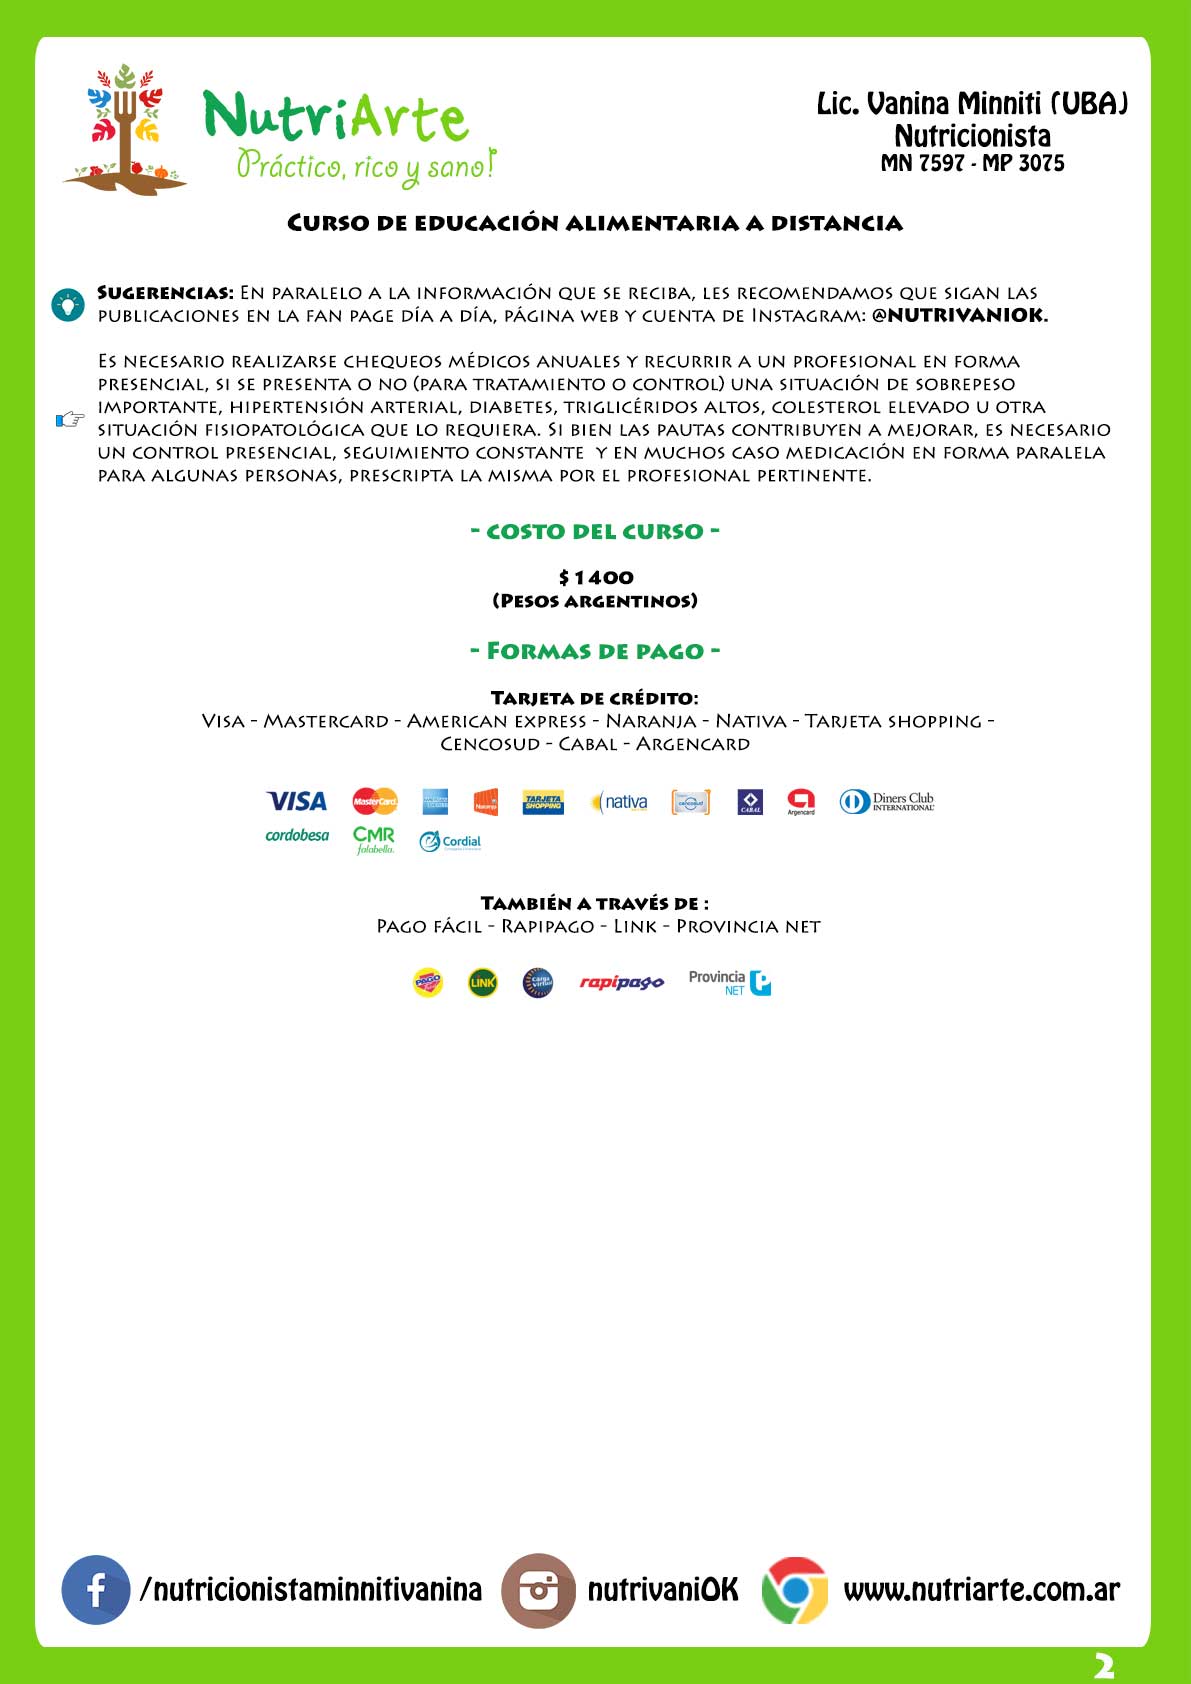 NutriArte
Práctico, rico y sano!
Lic. Vanina Minniti (UBA)
Nutricionista
MN 7597 - MP 3075
Curso de educación alimentaria a distancia
Sugerencias: En paralelo a la información que se reciba, les recomendamos que sigan las
publicaciones en la fan page día a día, página web y cuenta de Instagram: @nutrivaniok.
Es necesario realizarse chequeos médicos anuales y recurrir a un profesional en forma
presencial, si se presenta o no (para tratamiento o control) una situación de sobrepeso
importante, hipertensión arterial, diabetes, triglicéridos altos, colesterol elevado u otra
situación fisiopatológica que lo requiera. Si bien las pautas contribuyen a mejorar, es necesario
un control presencial, seguimiento constante y en muchos caso medicación en forma paralela
para algunas personas, prescripta la misma por el profesional pertinente.
- costo del curso -
$ 1400
(Pesos argentinos)
- Formas de pago -
Tarjeta de crédito:
Visa - Mastercard - American express - Naranja - Nativa - Tarjeta shopping -
Cencosud - Cabal - Argencard
VISA MasterCard AMERICAN EXPRESS Naranja TARJETA SHOPPING nativa cencosud CABAL Argencard Diners Club INTERNATIONAL
cordobesa CMR falabella. Cordial
También a través de :
Pago fácil - Rapipago - Link - Provincia net
PAGO fácil LINK carga virtual rapipago Provincia NET
/nutricionistaminnitivanina nutrivaniOK www.nutriarte.com.ar
2